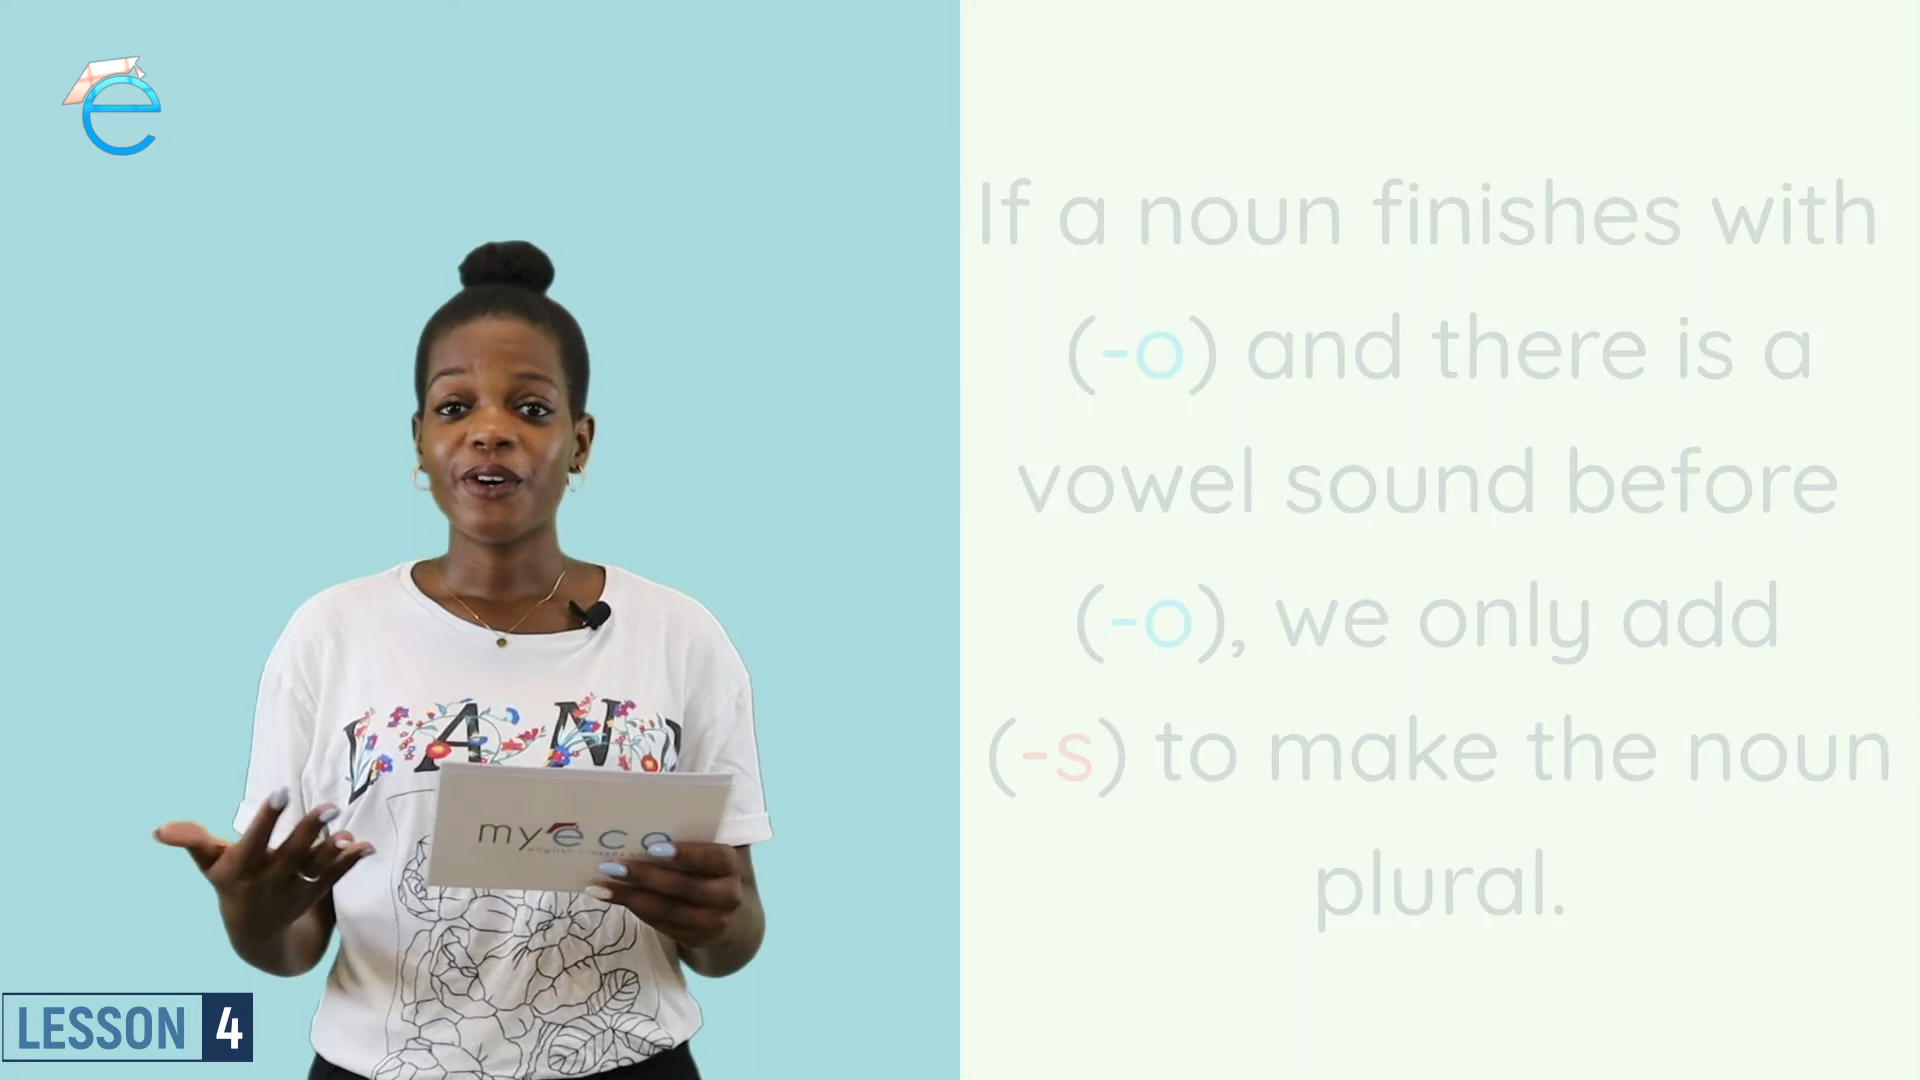 If a noun finishes with
(-o) and there is a
vowel sound before
(-o), we only add
(-s) to make the noun
plural.
LAND
myeco
LESSON 4